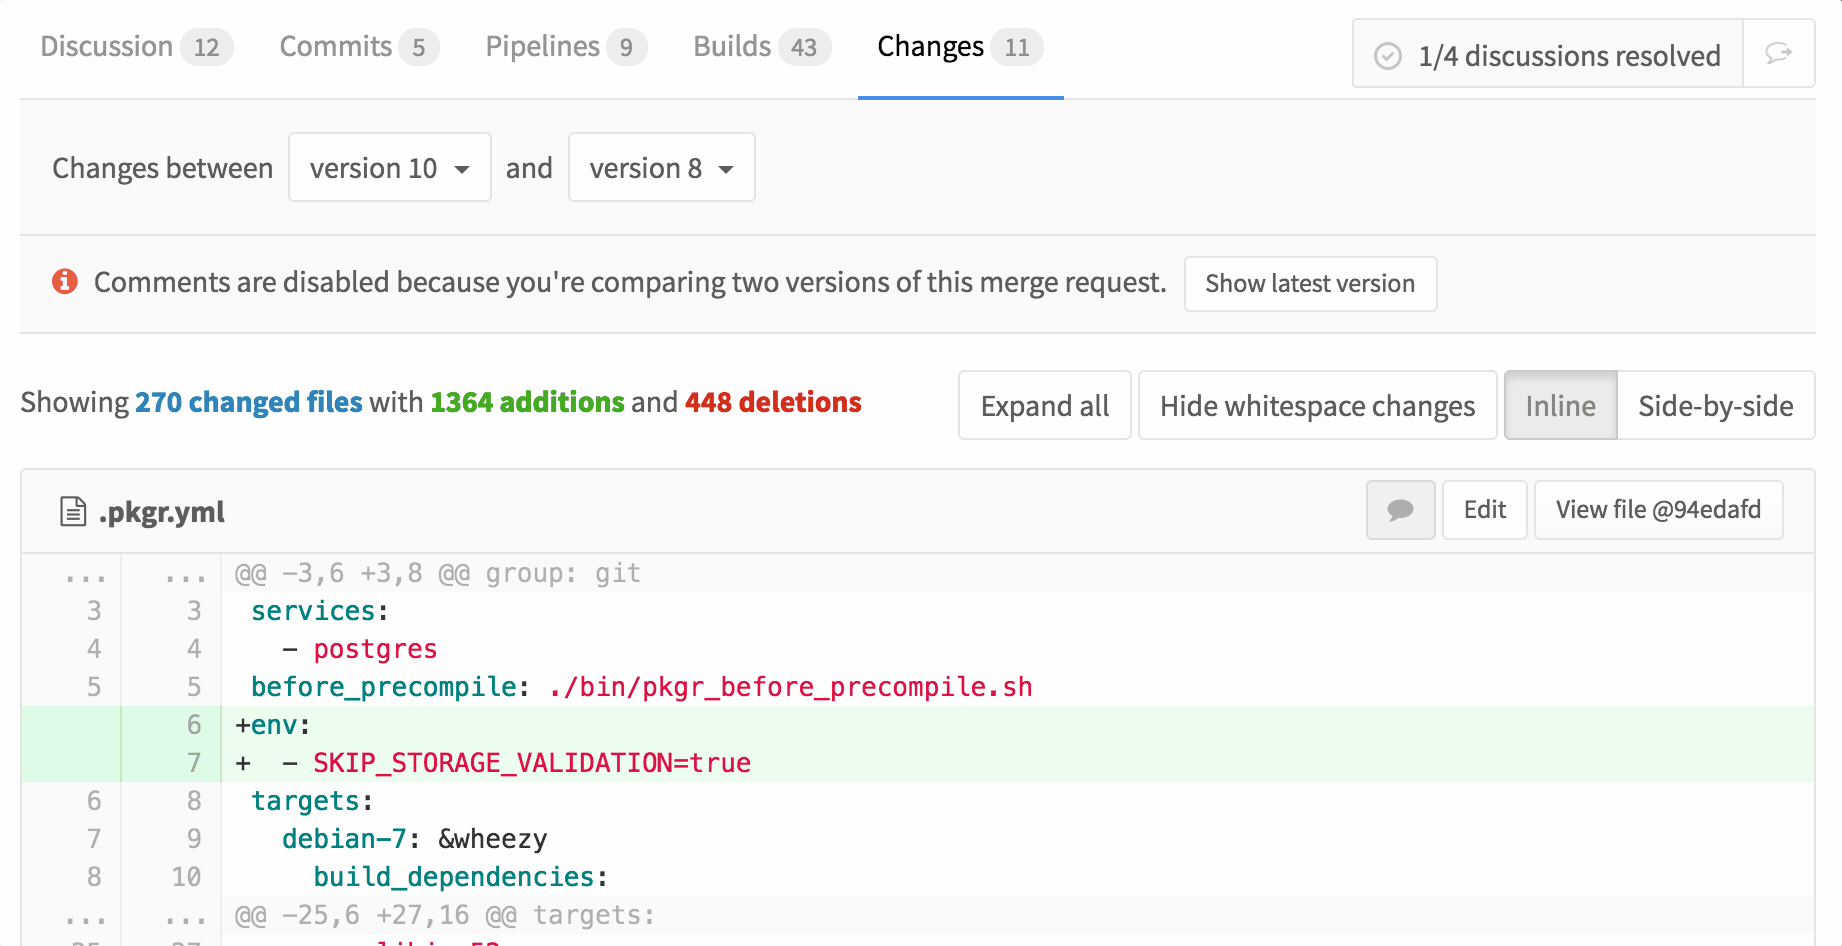 Discussion 12 Commits 5 Pipelines 9 Builds 43 Changes 11 1/4 discussions resolved
Changes between version 10 and version 8
Comments are disabled because you're comparing two versions of this merge request. Show latest version
Showing 270 changed files with 1364 additions and 448 deletions Expand all Hide whitespace changes Inline Side-by-side
.pkgr.yml Edit View file @94edafd
... ... @@ -3,6 +3,8 @@ group: git
3 3 services:
4 4 - postgres
5 5 before_precompile: ./bin/pkgr_before_precompile.sh
6 +env:
7 + - SKIP_STORAGE_VALIDATION=true
6 8 targets:
7 9 debian-7: &wheezy
8 10 build_dependencies:
... ... @@ -25,6 +27,16 @@ targets: